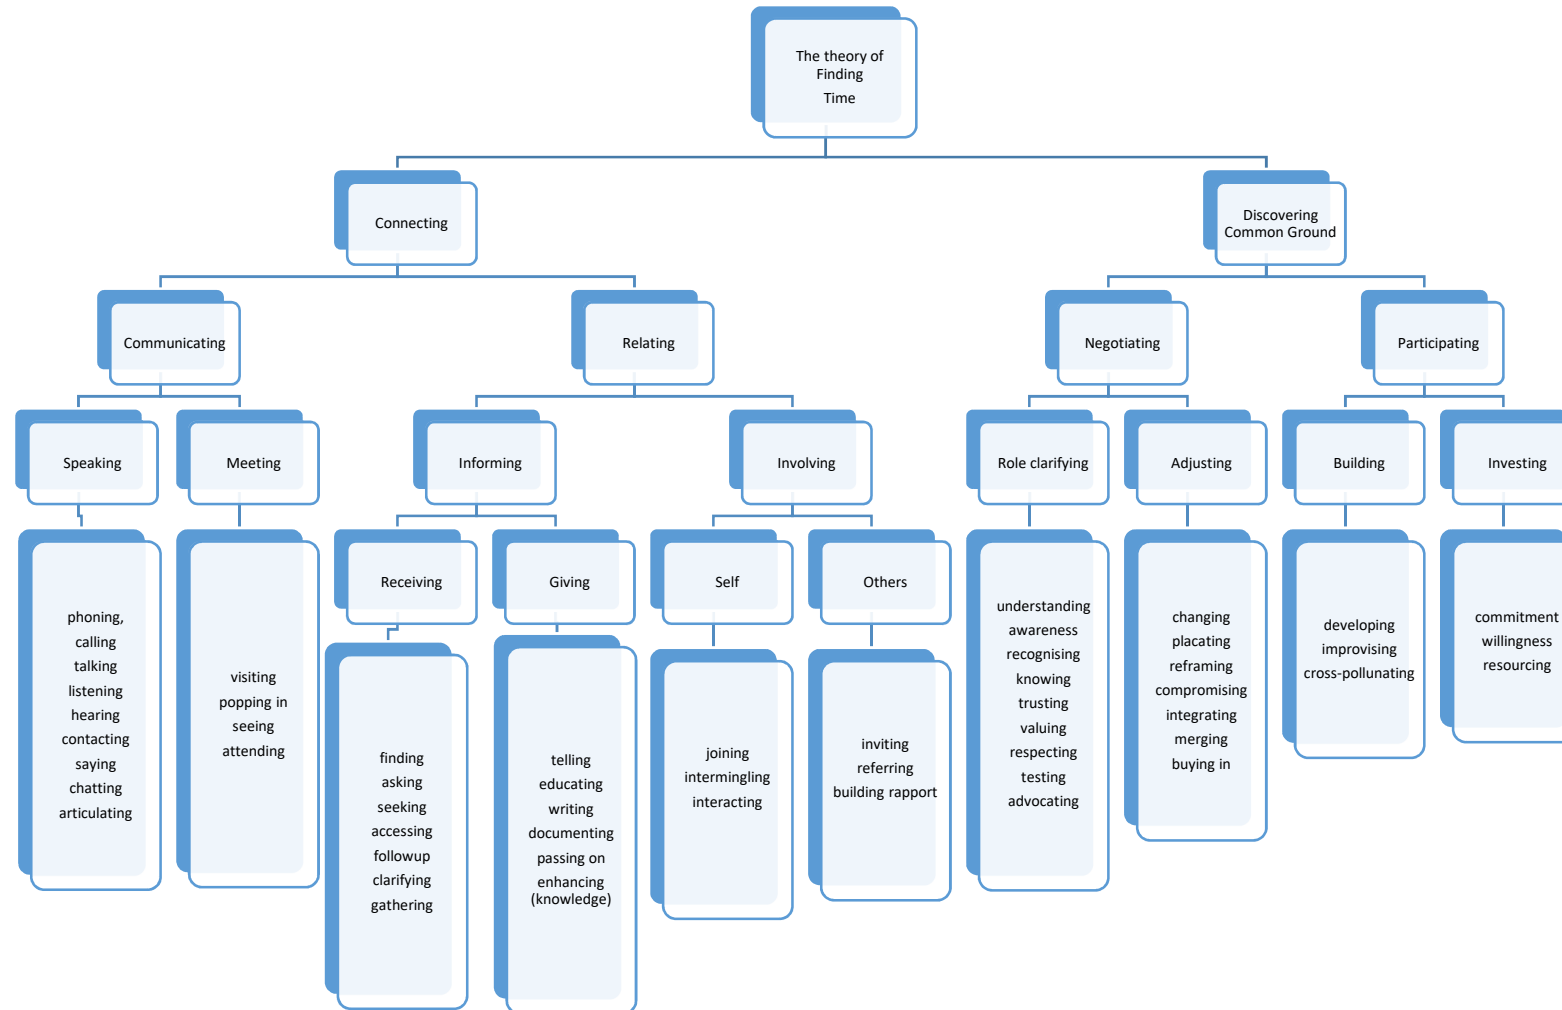 The theory of
Finding
Time
Connecting
Discovering
Common Ground
Communicating
Relating
Negotiating
Participating
Speaking
Meeting
Informing
Involving
Role clarifying
Adjusting
Building
Investing
Receiving
Giving
Self
Others
phoning,
calling
talking
listening
hearing
contacting
saying
chatting
articulating
visiting
popping in
seeing
attending
finding
asking
seeking
accessing
followup
clarifying
gathering
telling
educating
writing
documenting
passing on
enhancing
(knowledge)
joining
intermingling
interacting
inviting
referring
building rapport
understanding
awareness
recognising
knowing
trusting
valuing
respecting
testing
advocating
changing
placating
reframing
compromising
integrating
merging
buying in
developing
improvising
cross-pollunating
commitment
willingness
resourcing